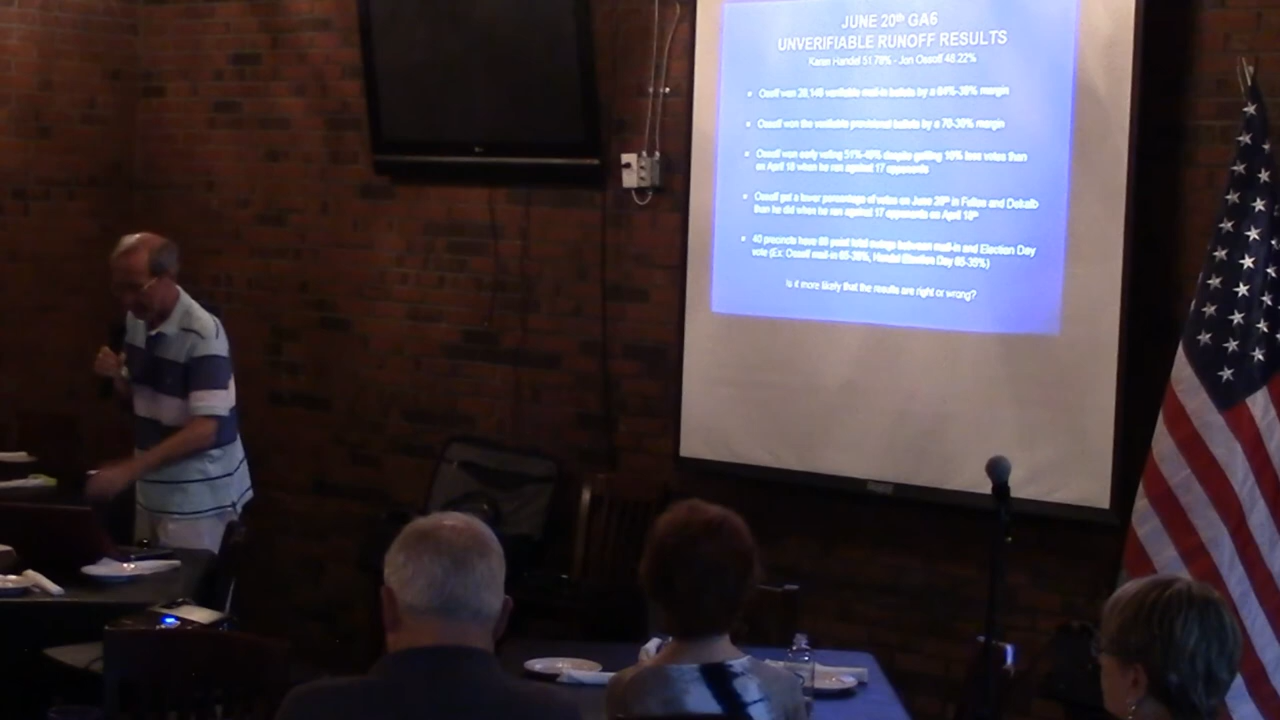 JUNE 20th GA6
UNVERIFIABLE RUNOFF RESULTS
Karen Handel 51.78% - Jon Ossoff 48.22%
• Ossoff won 28,148 verifiable mail-in ballots by a 64%-36% margin
• Ossoff won the verifiable provisional ballots by a 70-30% margin
• Ossoff won early voting 51%-49% despite getting 10% less votes than
on April 18 when he ran against 17 opponents
• Ossoff got a lower percentage of votes on June 20th in Fulton and Dekalb
than he did when he ran against 17 opponents on April 18th
• 40 precincts have 60 point total swings between mail-in and Election Day
vote (Ex: Ossoff mail-in 65-35%, Handel Election Day 65-35%)
Is it more likely that the results are right or wrong?